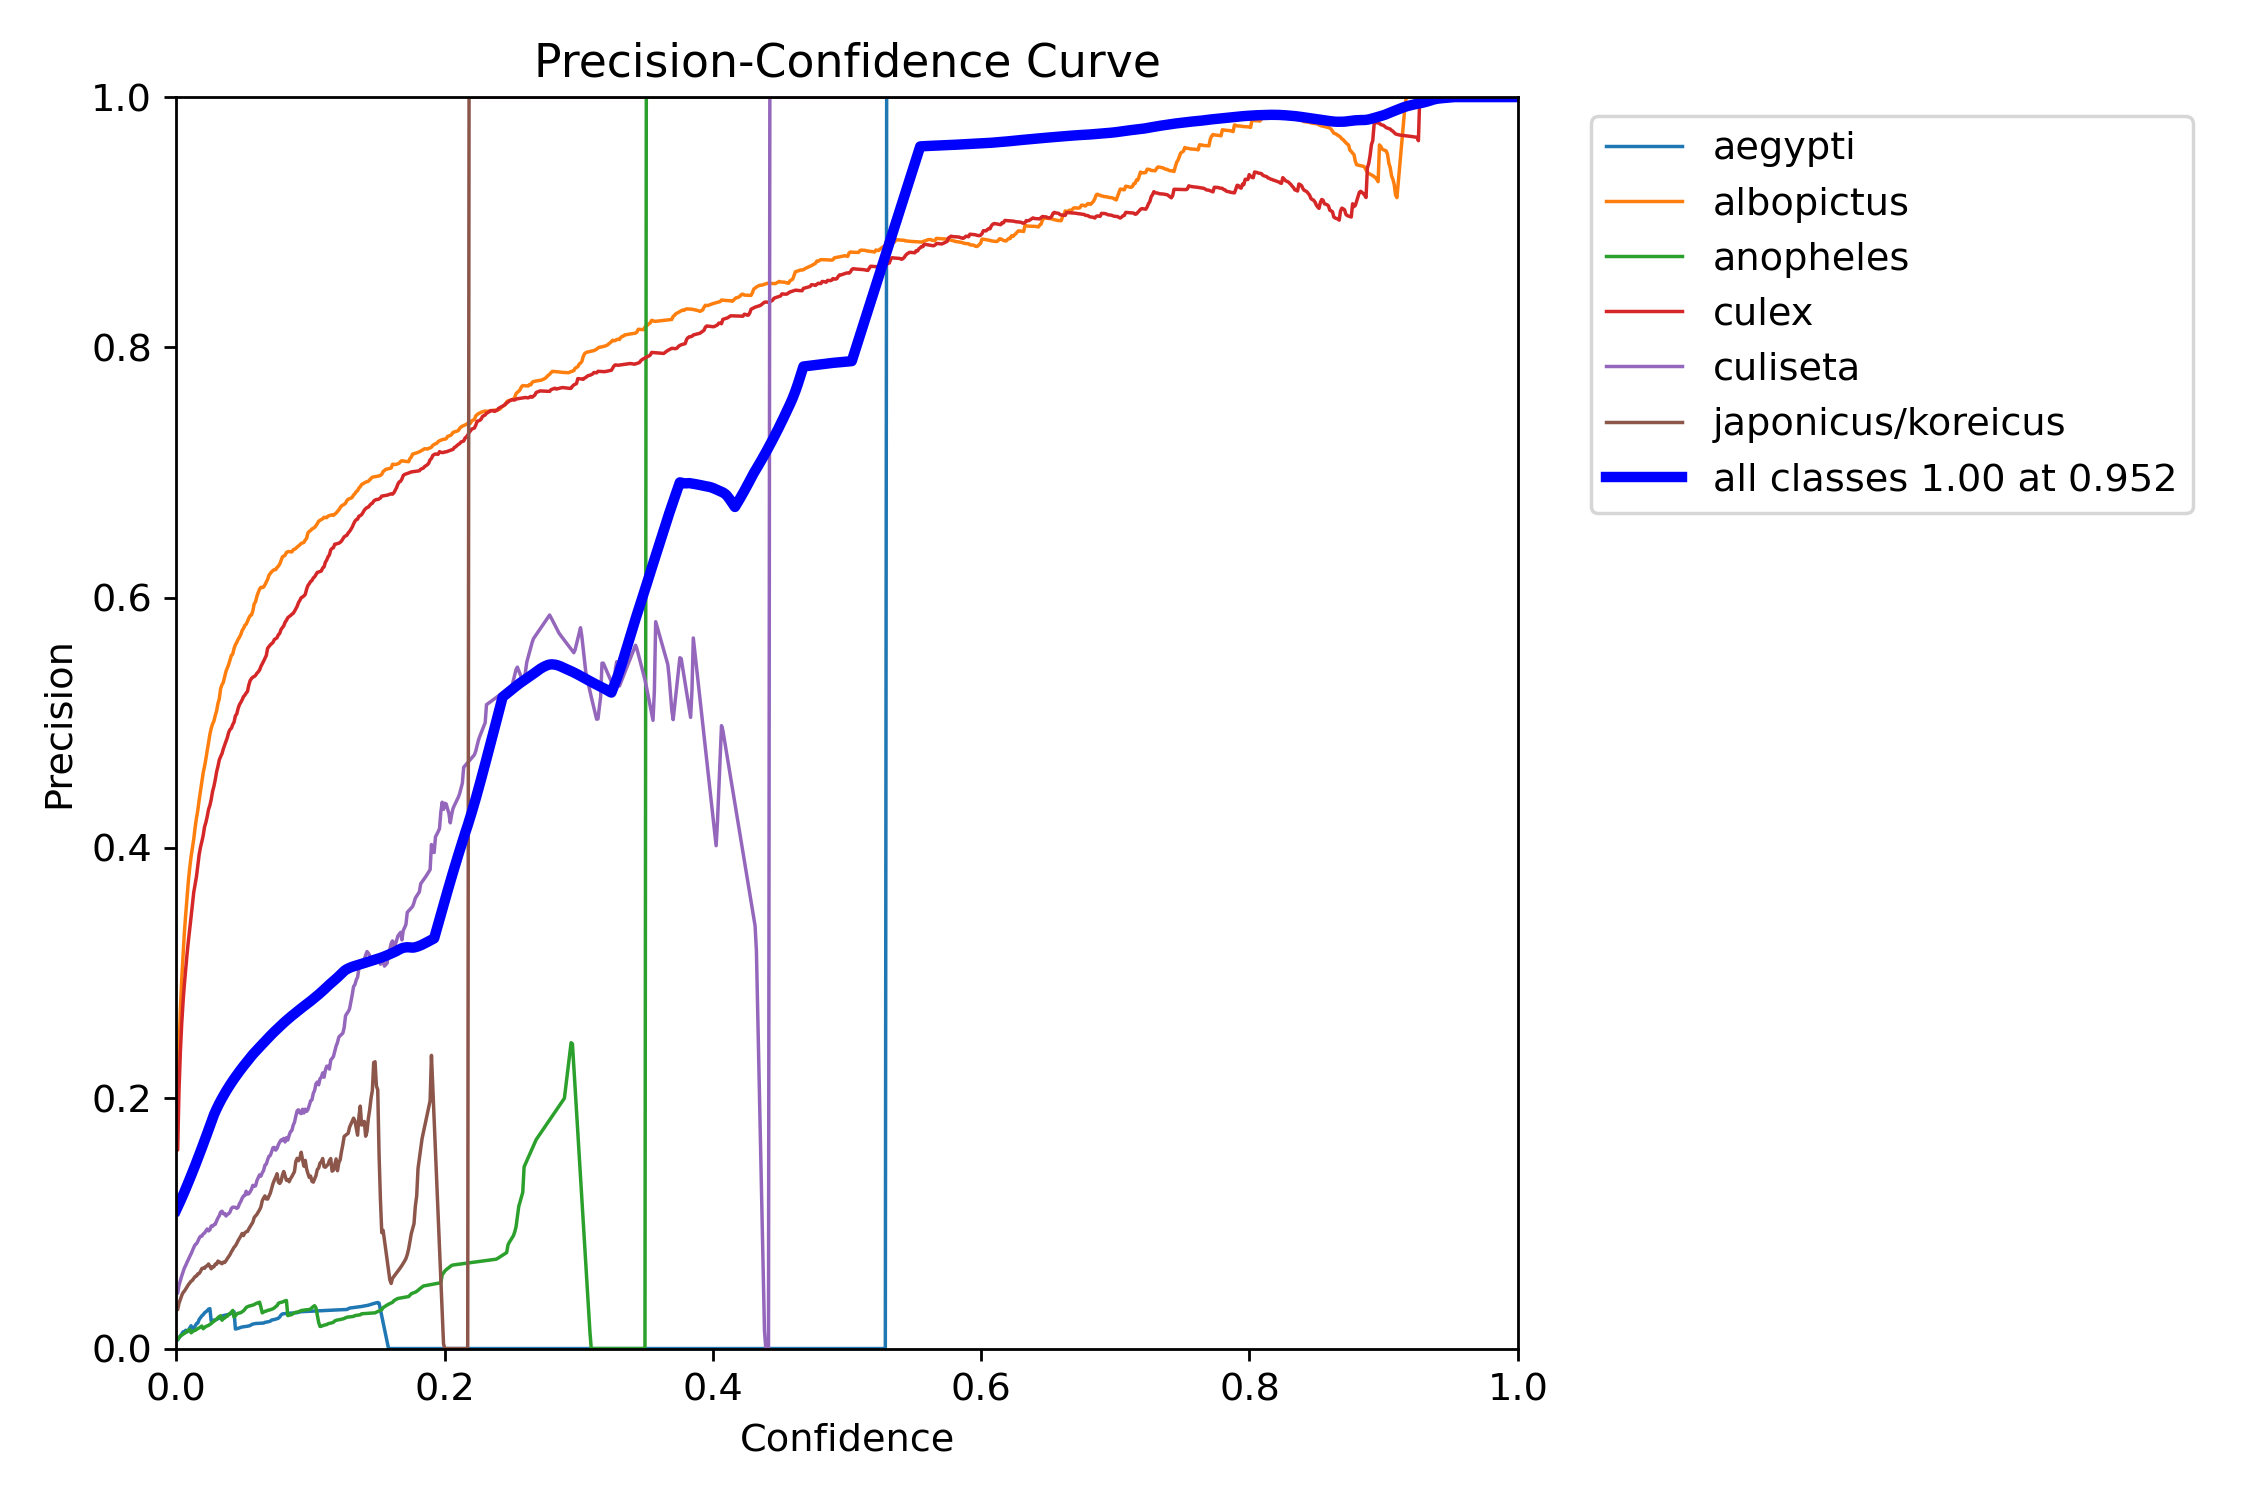 Precision-Confidence Curve
1.0
0.8
0.6
0.4
0.2
0.0
Precision
0.0 0.2 0.4 0.6 0.8 1.0
Confidence
aegypti
albopictus
anopheles
culex
culiseta
japonicus/koreicus
all classes 1.00 at 0.952